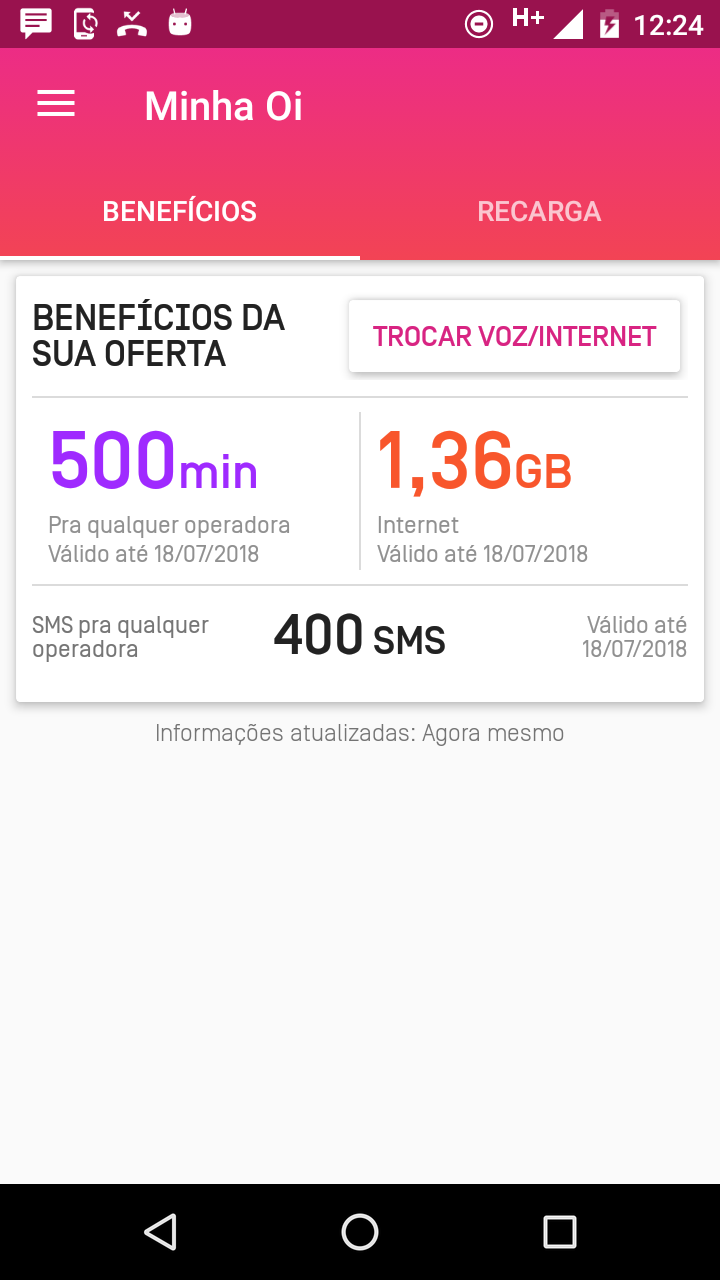 H+ 12:24
Minha Oi
BENEFÍCIOS RECARGA
BENEFÍCIOS DA
SUA OFERTA
TROCAR VOZ/INTERNET
500min
Pra qualquer operadora
Válido até 18/07/2018
1,36GB
Internet
Válido até 18/07/2018
SMS pra qualquer
operadora
400 SMS
Válido até
18/07/2018
Informações atualizadas: Agora mesmo